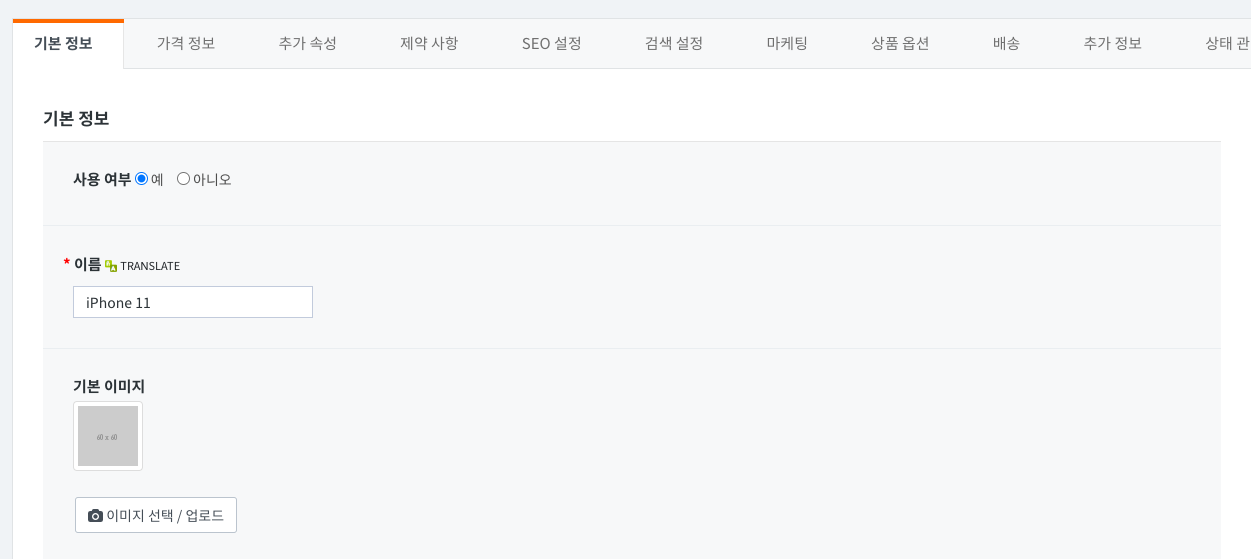 기본 정보 가격 정보 추가 속성 제약 사항 SEO 설정 검색 설정 마케팅 상품 옵션 배송 추가 정보 상태 관
기본 정보
사용 여부 예 아니오
* 이름 TRANSLATE
iPhone 11
기본 이미지
60 x 60
이미지 선택 / 업로드